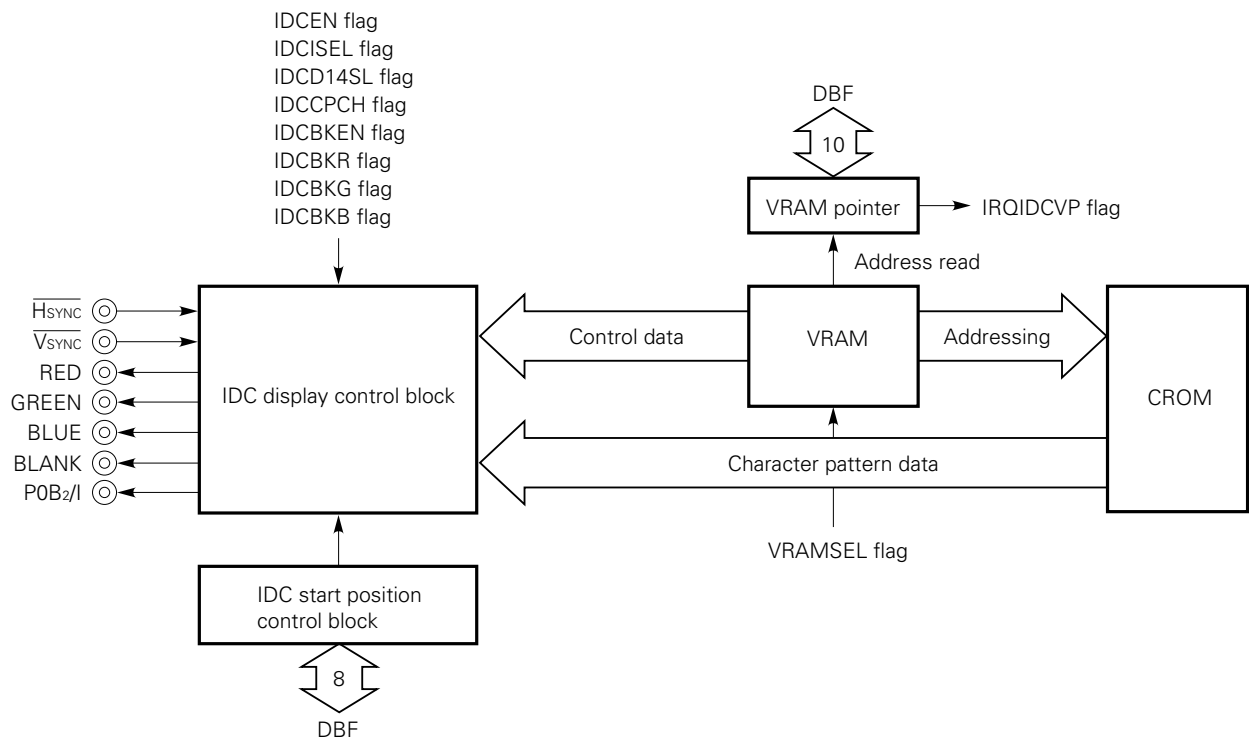 IDCEN flag
IDCISEL flag
IDCD14SL flag
IDCCPCH flag
IDCBKEN flag
IDCBKR flag
IDCBKG flag
IDCBKB flag
DBF
10
VRAM pointer
IRQIDCVP flag
Address read
HSYNC
VSYNC
RED
GREEN
BLUE
BLANK
P0B2/I
IDC display control block
Control data
VRAM
Addressing
CROM
Character pattern data
VRAMSEL flag
IDC start position
control block
8
DBF